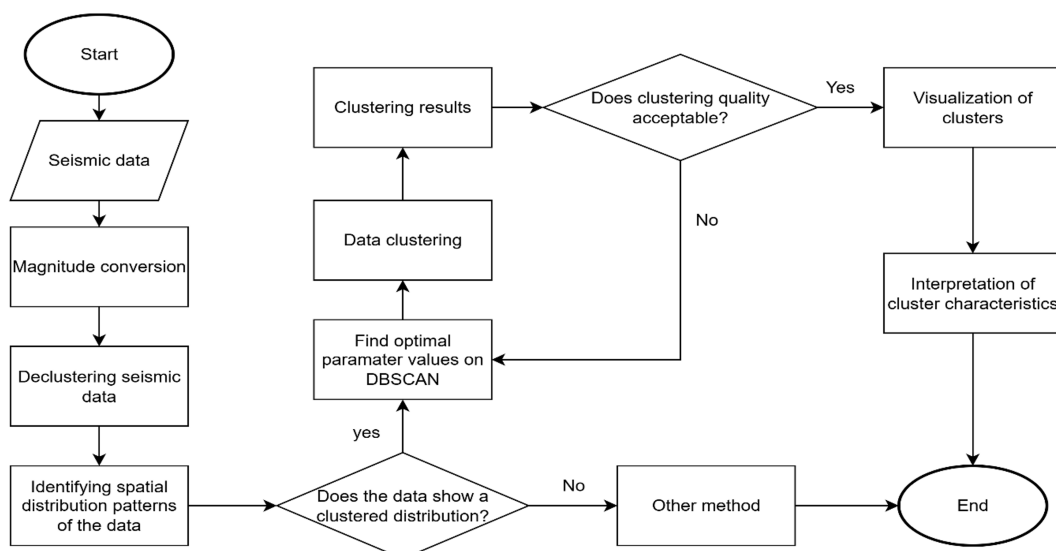 Start
Seismic data
Magnitude conversion
Declustering seismic
data
Identifying spatial
distribution patterns
of the data
Does the data show a
clustered distribution?
yes
No
Other method
Find optimal
paramater values on
DBSCAN
Data clustering
Clustering results
Does clustering quality
acceptable?
No
Yes
Visualization of
clusters
Interpretation of
cluster characteristics
End